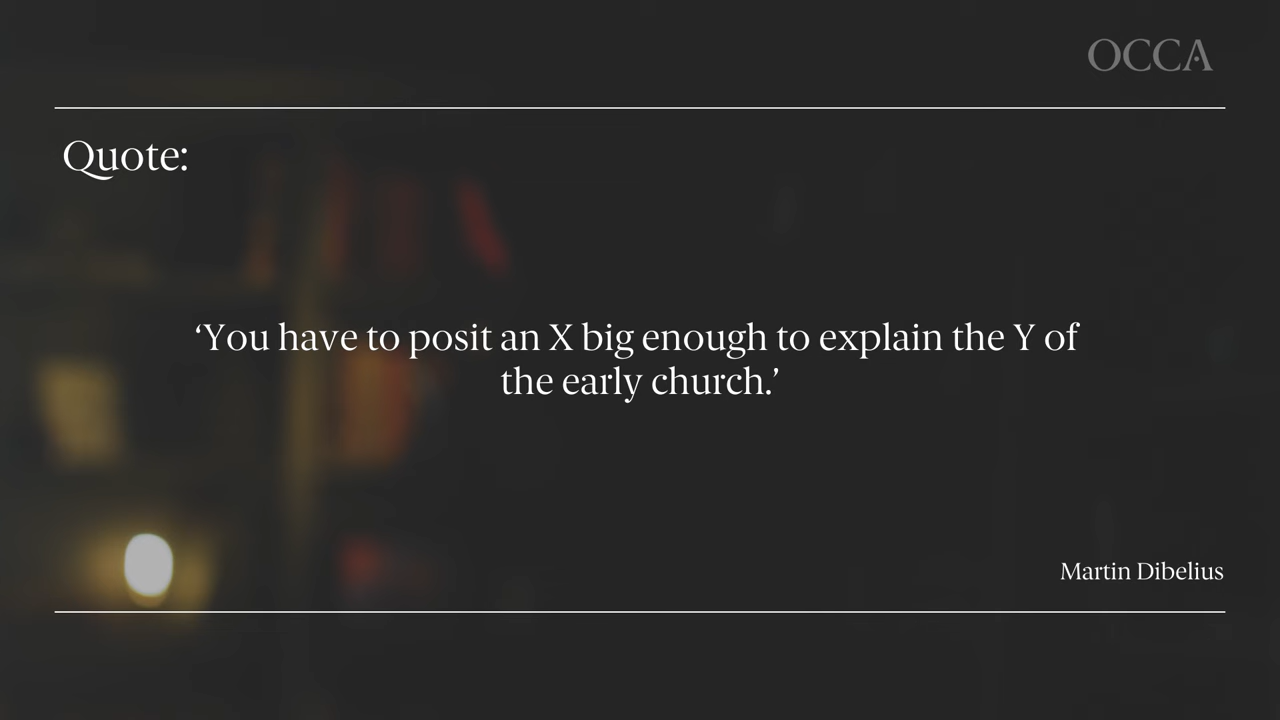 OCCA
Quote:
‘You have to posit an X big enough to explain the Y of
the early church.’
Martin Dibelius